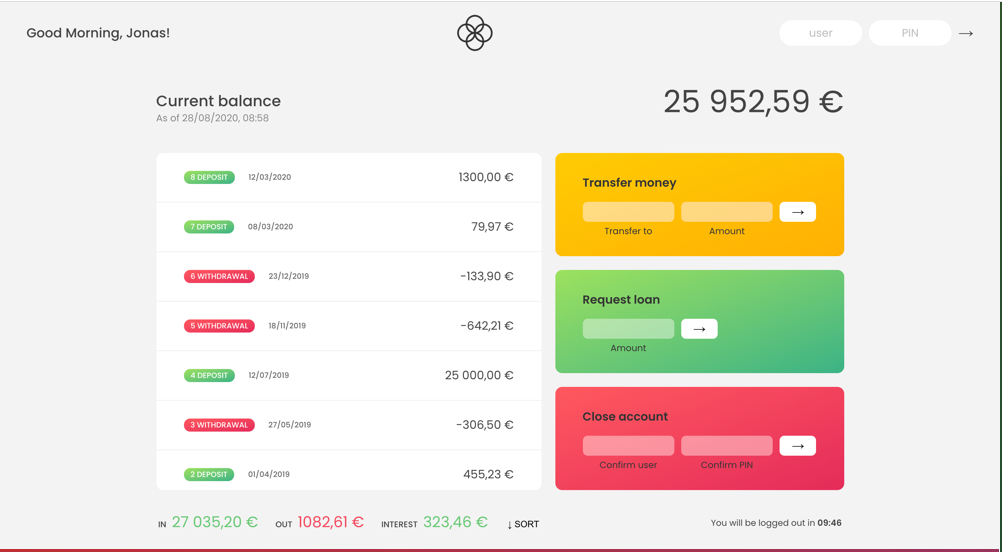 Good Morning, Jonas!
user
PIN
→
Current balance
As of 28/08/2020, 08:58
25 952,59 €
8 DEPOSIT 12/03/2020 1300,00 €
7 DEPOSIT 08/03/2020 79,97 €
6 WITHDRAWAL 23/12/2019 -133,90 €
5 WITHDRAWAL 18/11/2019 -642,21 €
4 DEPOSIT 12/07/2019 25 000,00 €
3 WITHDRAWAL 27/05/2019 -306,50 €
2 DEPOSIT 01/04/2019 455,23 €
Transfer money
→
Transfer to Amount
Request loan
→
Amount
Close account
→
Confirm user Confirm PIN
IN 27 035,20 € OUT 1082,61 € INTEREST 323,46 € ↓ SORT
You will be logged out in 09:46